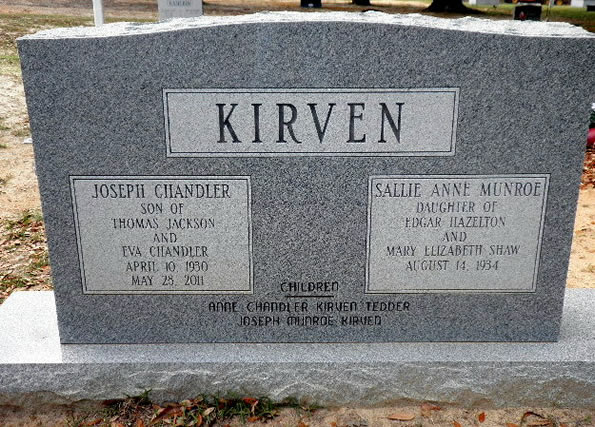 KIRVEN
JOSEPH CHANDLER
SON OF
THOMAS JACKSON
AND
EVA CHANDLER
APRIL 10, 1930
MAY 28, 2011
SALLIE ANNE MUNROE
DAUGHTER OF
EDGAR HAZELTON
AND
MARY ELIZABETH SHAW
AUGUST 14, 1934
CHILDREN
ANNE CHANDLER KIRVEN TEDDER
JOSEPH MUNROE KIRVEN